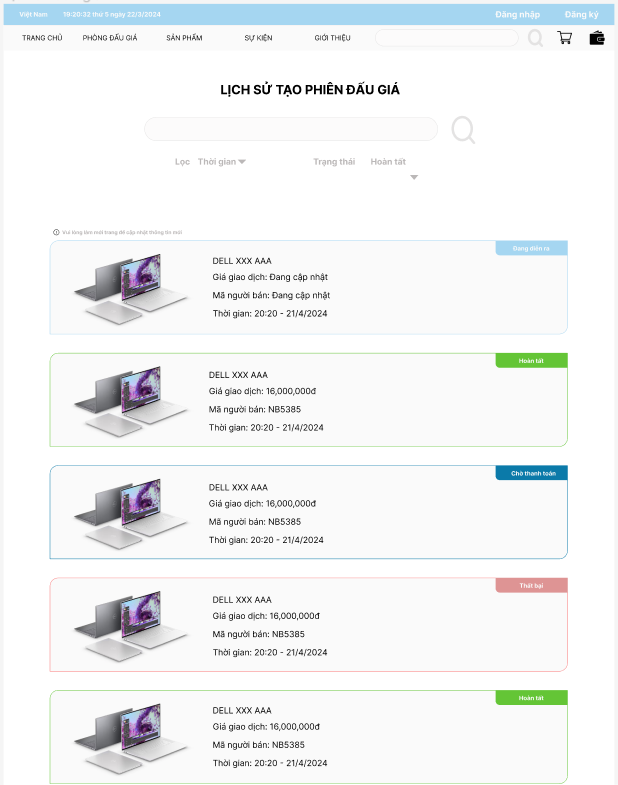 Việt Nam 19:20:32 thứ 5 ngày 22/3/2024 Đăng nhập Đăng ký
TRANG CHỦ PHÒNG ĐẤU GIÁ SẢN PHẨM SỰ KIỆN GIỚI THIỆU
LỊCH SỬ TẠO PHIÊN ĐẤU GIÁ
Lọc Thời gian Trạng thái Hoàn tất
Vui lòng làm mới trang để cập nhật thông tin mới
Đang diễn ra
DELL XXX AAA
Giá giao dịch: Đang cập nhật
Mã người bán: Đang cập nhật
Thời gian: 20:20 - 21/4/2024
Hoàn tất
DELL XXX AAA
Giá giao dịch: 16,000,000đ
Mã người bán: NB5385
Thời gian: 20:20 - 21/4/2024
Chờ thanh toán
DELL XXX AAA
Giá giao dịch: 16,000,000đ
Mã người bán: NB5385
Thời gian: 20:20 - 21/4/2024
Thất bại
DELL XXX AAA
Giá giao dịch: 16,000,000đ
Mã người bán: NB5385
Thời gian: 20:20 - 21/4/2024
Hoàn tất
DELL XXX AAA
Giá giao dịch: 16,000,000đ
Mã người bán: NB5385
Thời gian: 20:20 - 21/4/2024